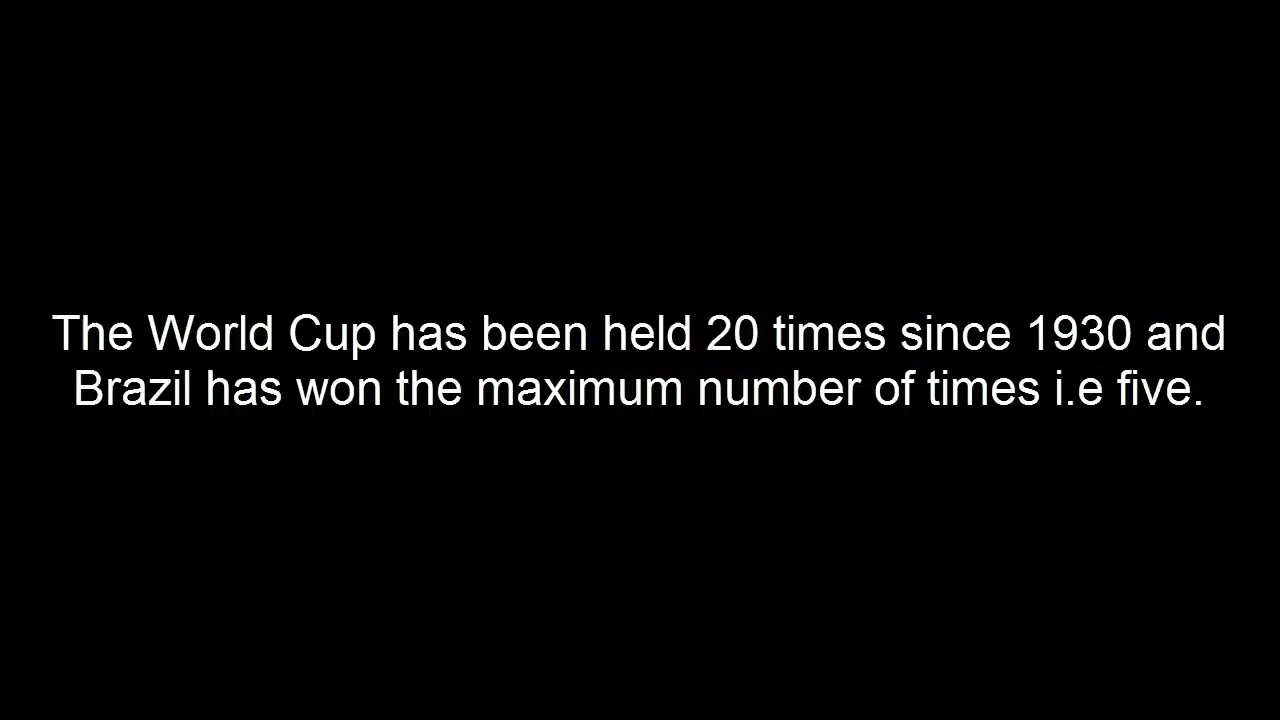 The World Cup has been held 20 times since 1930 and
Brazil has won the maximum number of times i.e five.